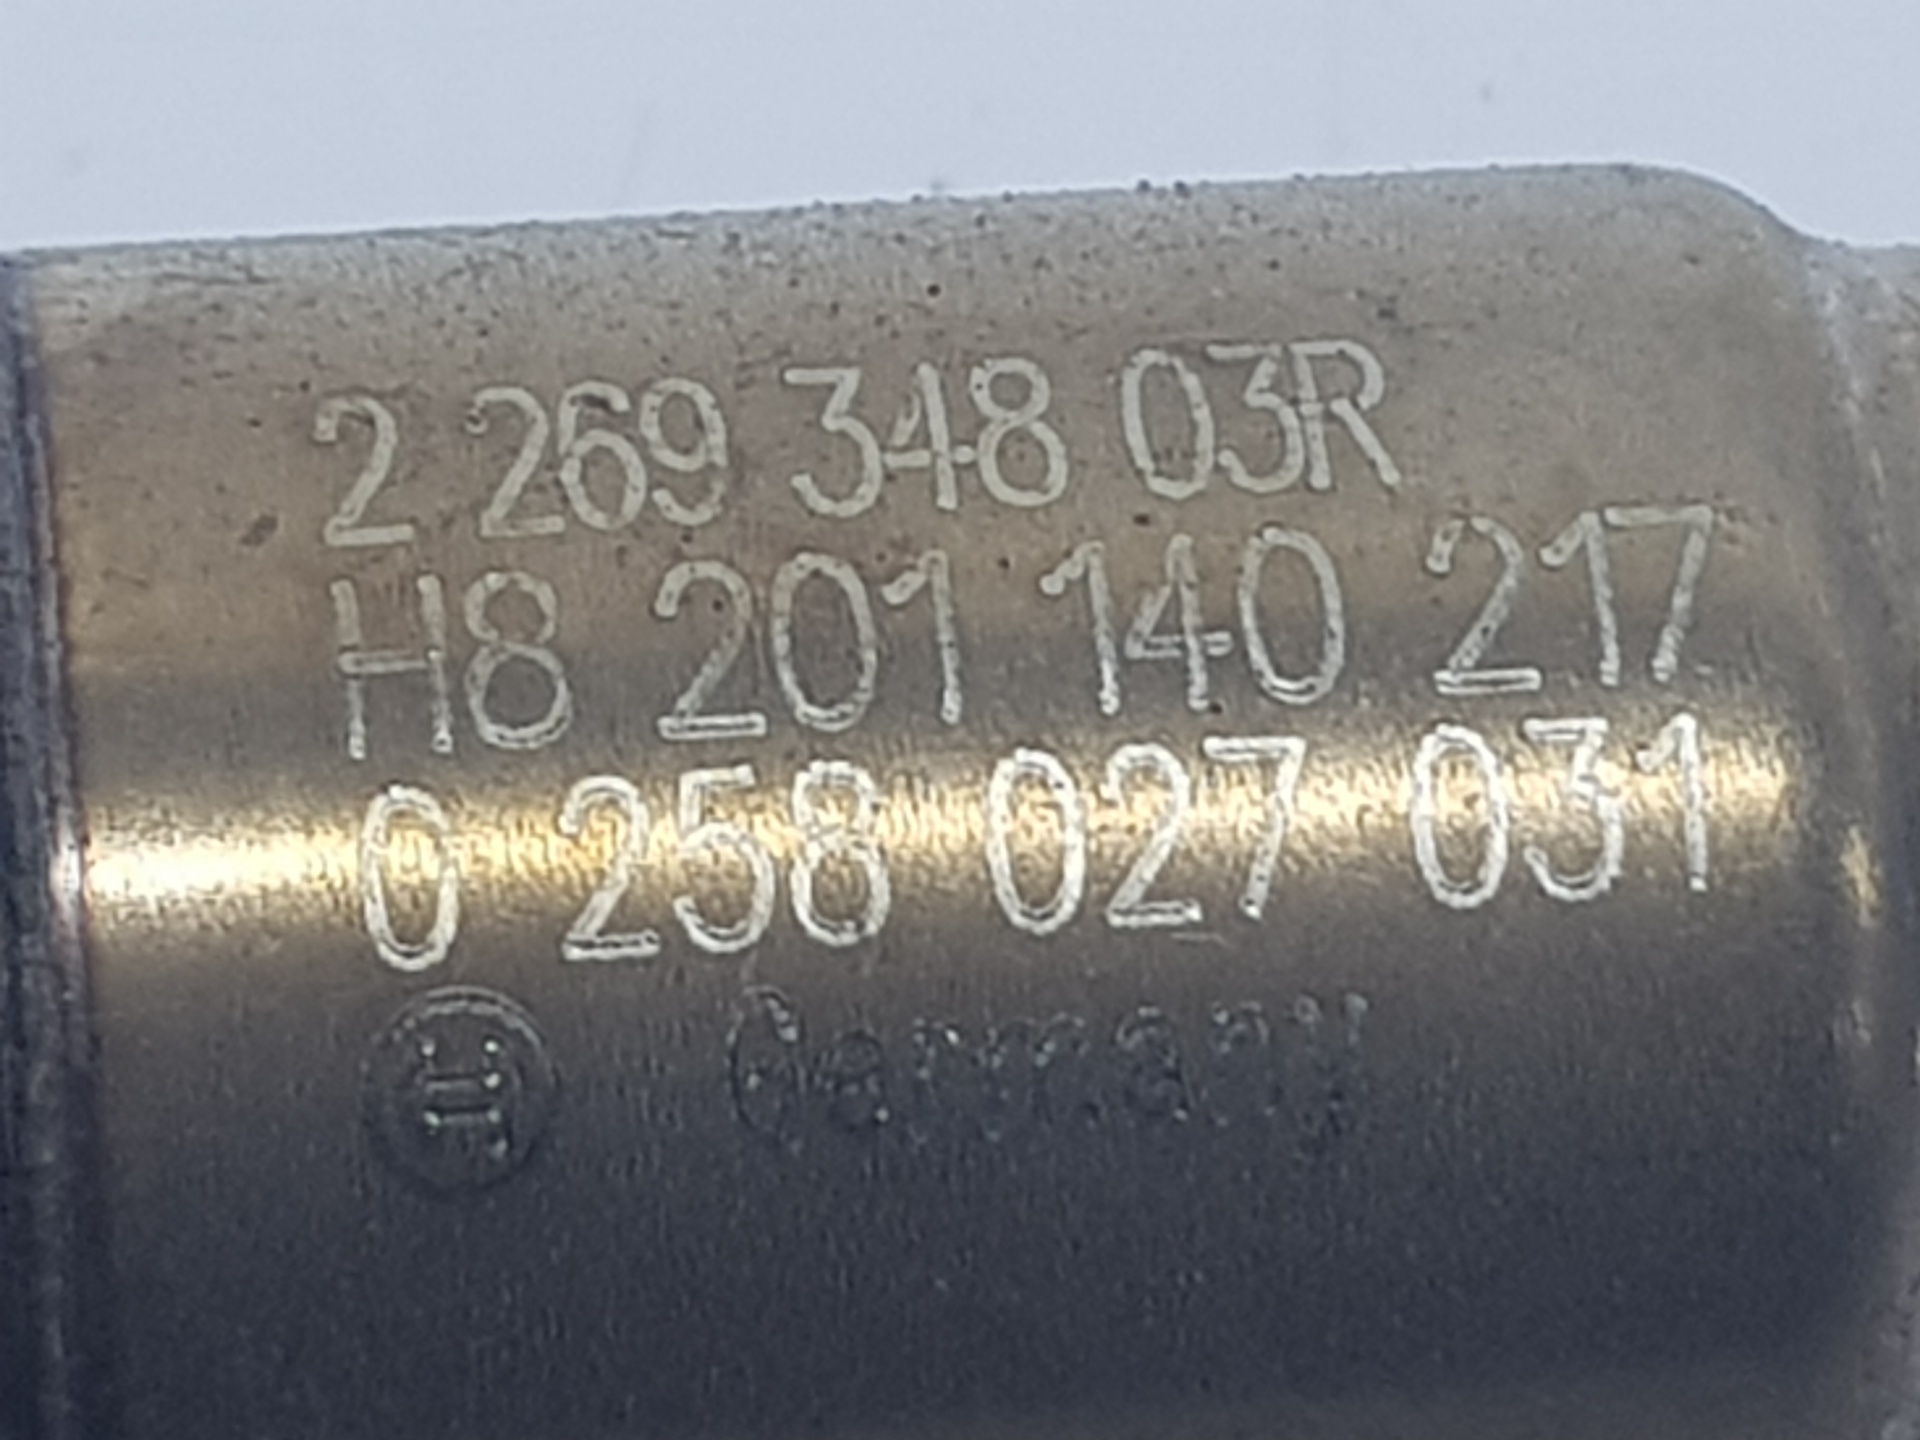 2 269 348 03R
H8 201 140 217
0 258 027 031
Germany